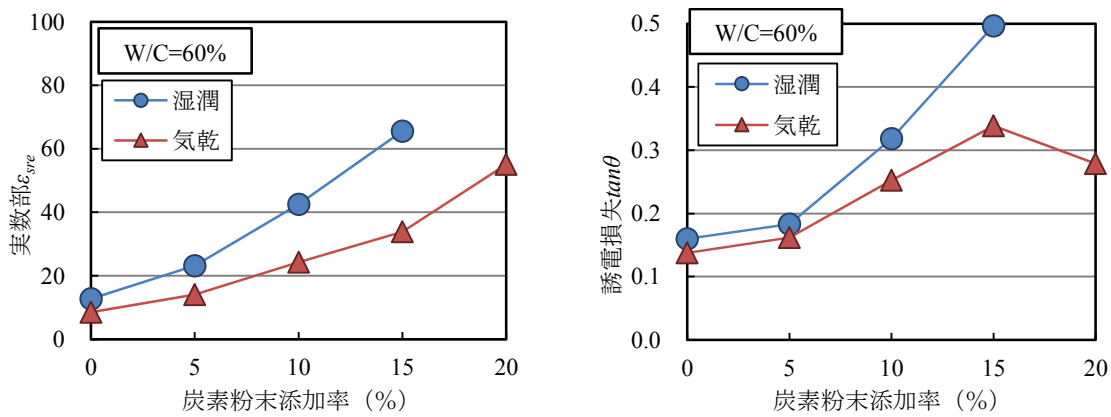 100
80
60
40
20
0
実数部εsre
W/C=60%
湿潤
気乾
0 5 10 15 20
炭素粉末添加率（%）
0.5
0.4
0.3
0.2
0.1
0.0
誘電損失tanθ
W/C=60%
湿潤
気乾
0 5 10 15 20
炭素粉末添加率（%）